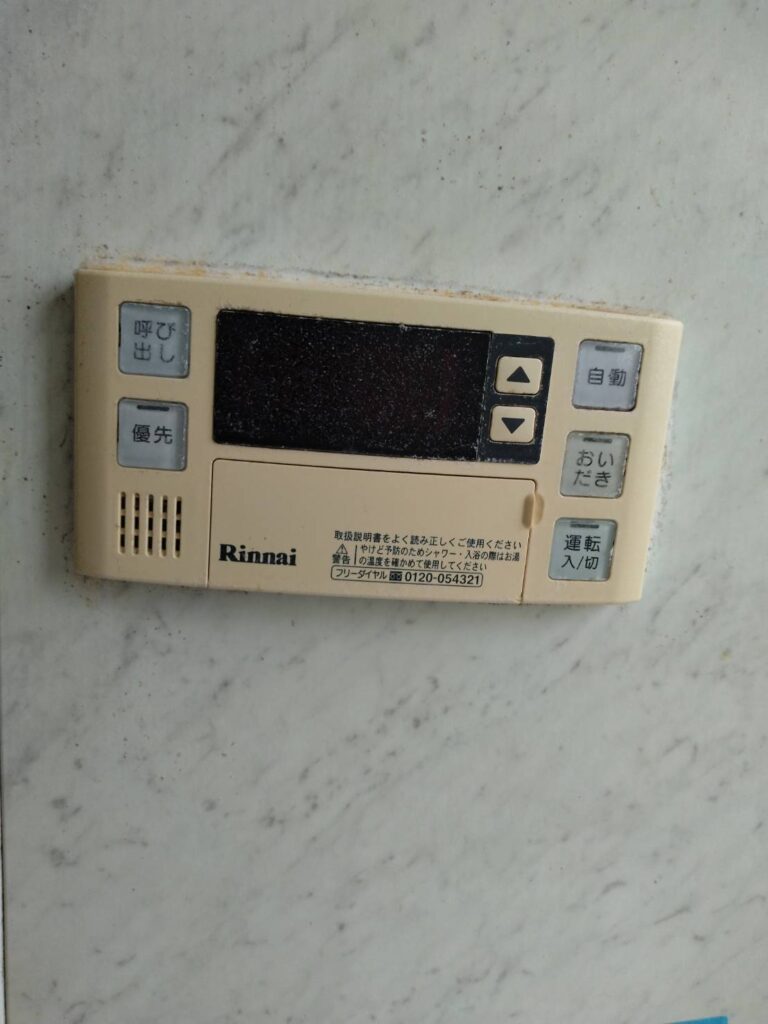 呼び
出し
優先
▲
▼
自動
おい
だき
運転
入/切
Rinnai
取扱説明書をよく読み正しくご使用ください
警告
やけど予防のためシャワー・入浴の際はお湯
の温度を確かめて使用してください
フリーダイヤル 0120-054321